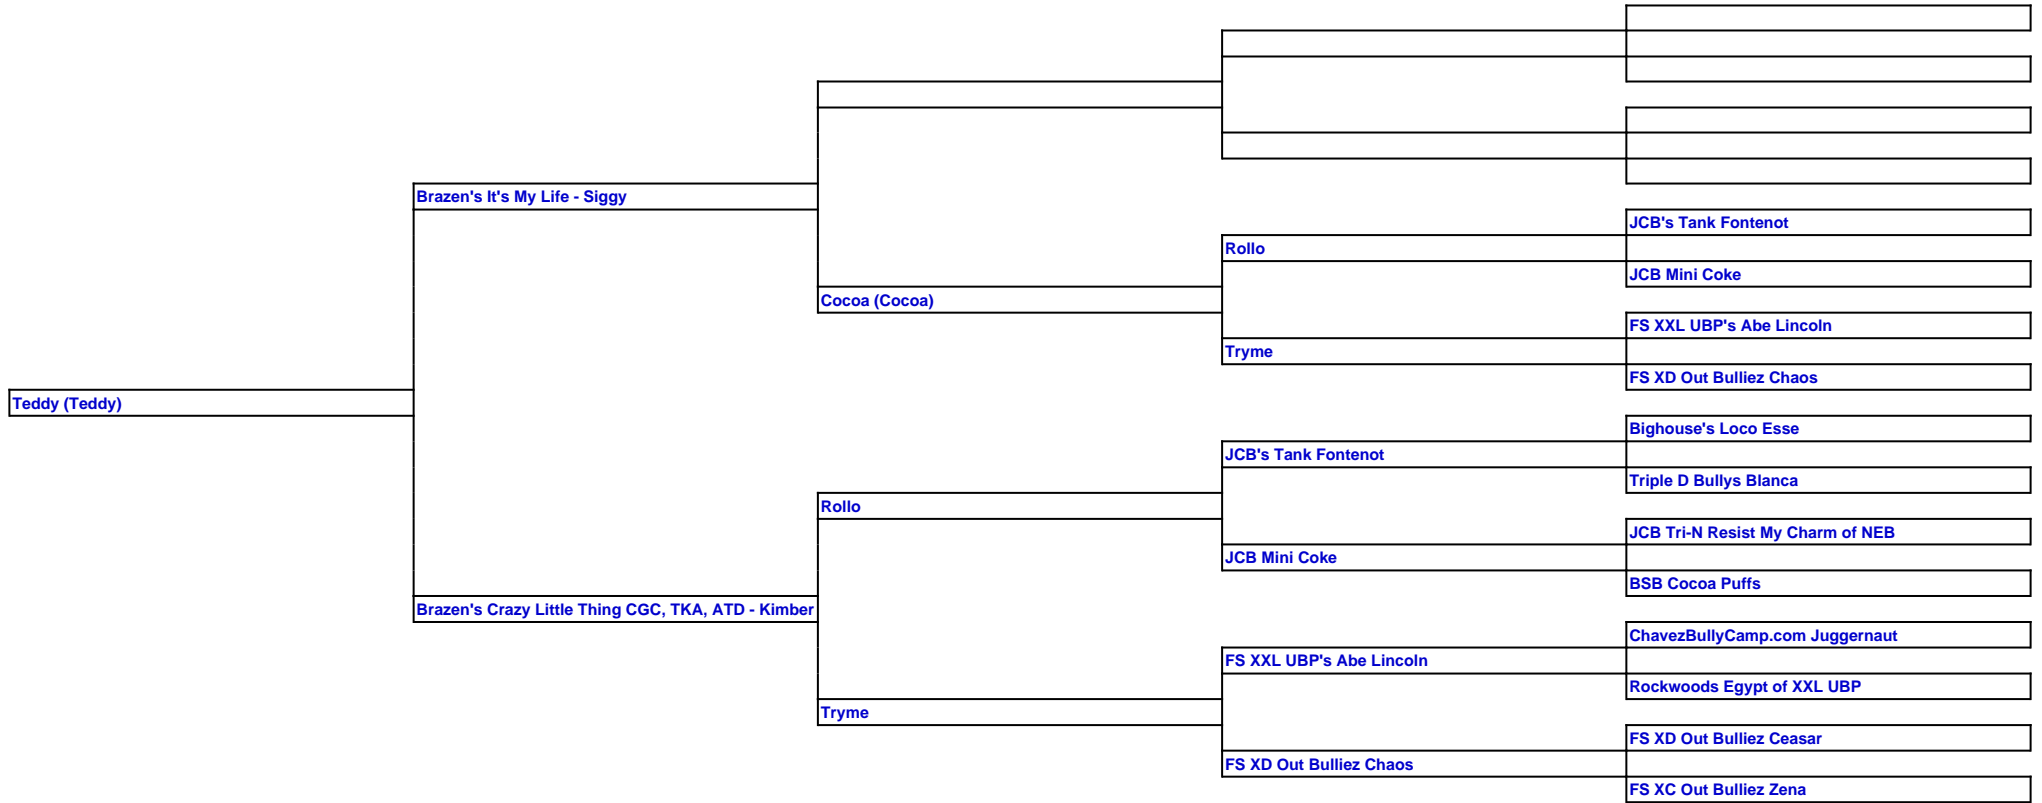 Teddy (Teddy)
Brazen's It's My Life - Siggy
Brazen's Crazy Little Thing CGC, TKA, ATD - Kimber
Cocoa (Cocoa)
Rollo
Tryme
Rollo
Tryme
JCB's Tank Fontenot
JCB Mini Coke
FS XXL UBP's Abe Lincoln
FS XD Out Bulliez Chaos
JCB's Tank Fontenot
JCB Mini Coke
FS XXL UBP's Abe Lincoln
FS XD Out Bulliez Chaos
Bighouse's Loco Esse
Triple D Bullys Blanca
JCB Tri-N Resist My Charm of NEB
BSB Cocoa Puffs
ChavezBullyCamp.com Juggernaut
Rockwoods Egypt of XXL UBP
FS XD Out Bulliez Ceasar
FS XC Out Bulliez Zena